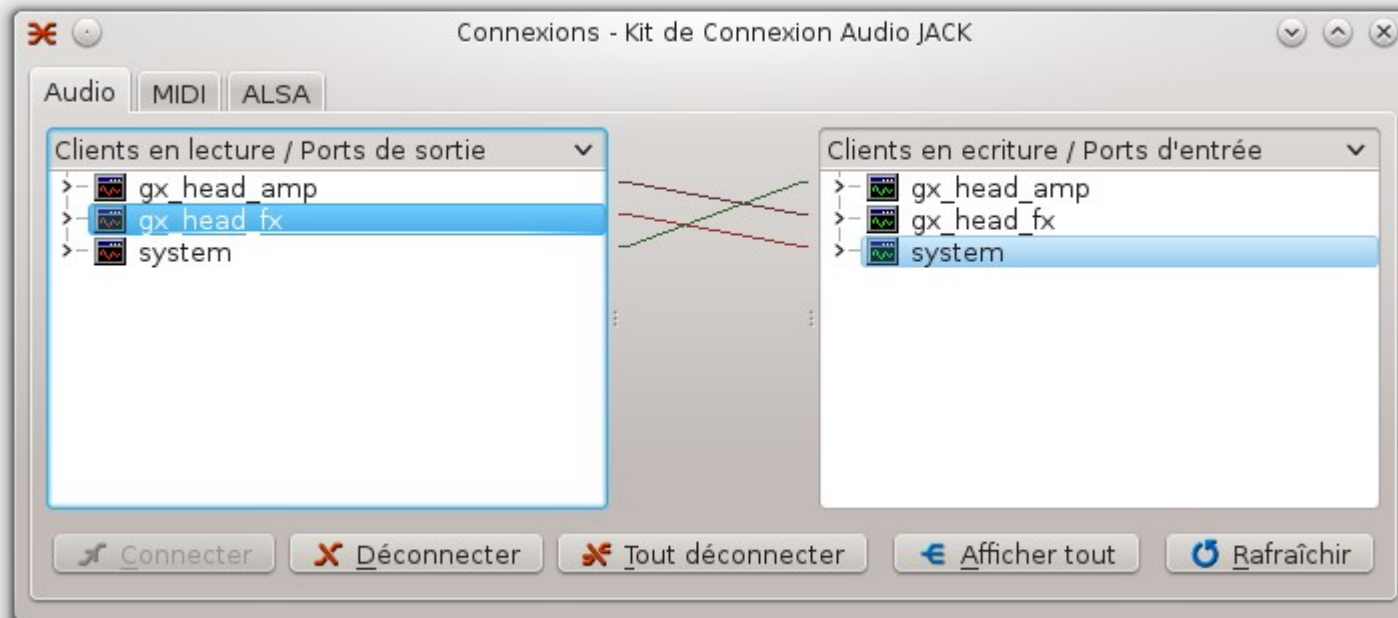 Connexions - Kit de Connexion Audio JACK
Audio MIDI ALSA
Clients en lecture / Ports de sortie
gx_head_amp
gx_head_fx
system
Clients en ecriture / Ports d'entrée
gx_head_amp
gx_head_fx
system
Connecter Déconnecter Tout déconnecter Afficher tout Rafraîchir